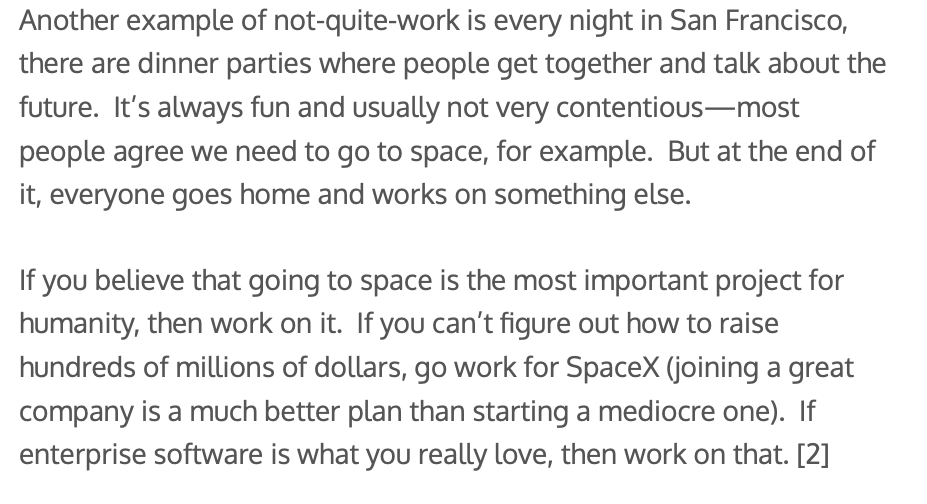 Another example of not-quite-work is every night in San Francisco,
there are dinner parties where people get together and talk about the
future.  It’s always fun and usually not very contentious—most
people agree we need to go to space, for example.  But at the end of
it, everyone goes home and works on something else.

If you believe that going to space is the most important project for
humanity, then work on it.  If you can’t figure out how to raise
hundreds of millions of dollars, go work for SpaceX (joining a great
company is a much better plan than starting a mediocre one).  If
enterprise software is what you really love, then work on that. [2]